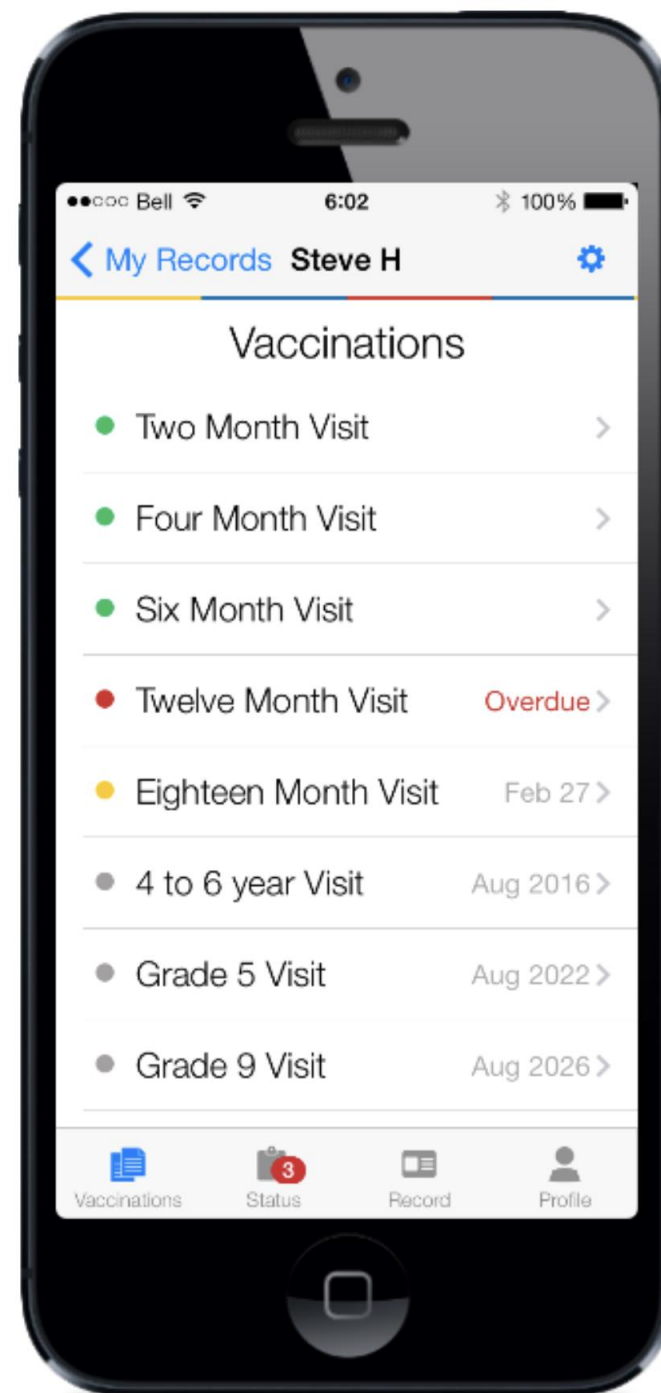 Bell 6:02 100%
My Records Steve H
Vaccinations
Two Month Visit
Four Month Visit
Six Month Visit
Twelve Month Visit Overdue
Eighteen Month Visit Feb 27
4 to 6 year Visit Aug 2016
Grade 5 Visit Aug 2022
Grade 9 Visit Aug 2026
3
Vaccinations Status Record Profile